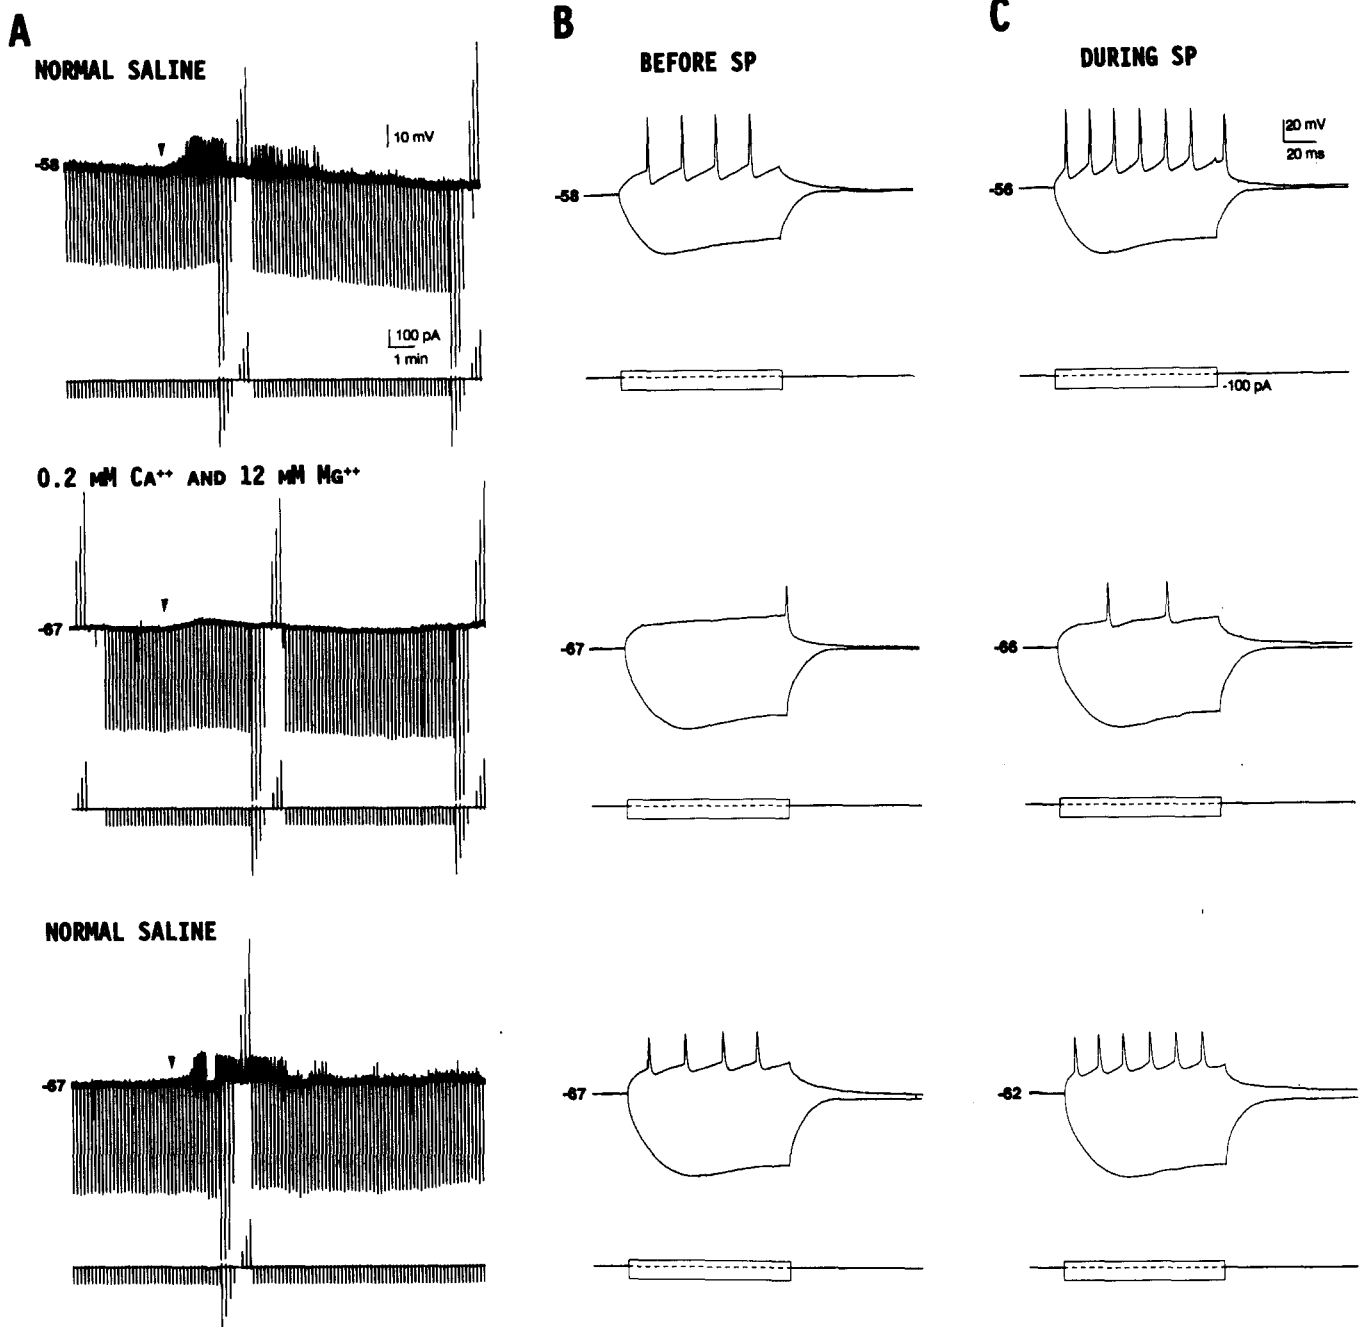 A
B
C
NORMAL SALINE
BEFORE SP
DURING SP
10 mV
20 mV
20 ms
-58
-58
-56
100 pA
1 min
-100 pA
0.2 MM CA++ AND 12 MM MG++
-67
-67
-66
NORMAL SALINE
-67
-67
-62